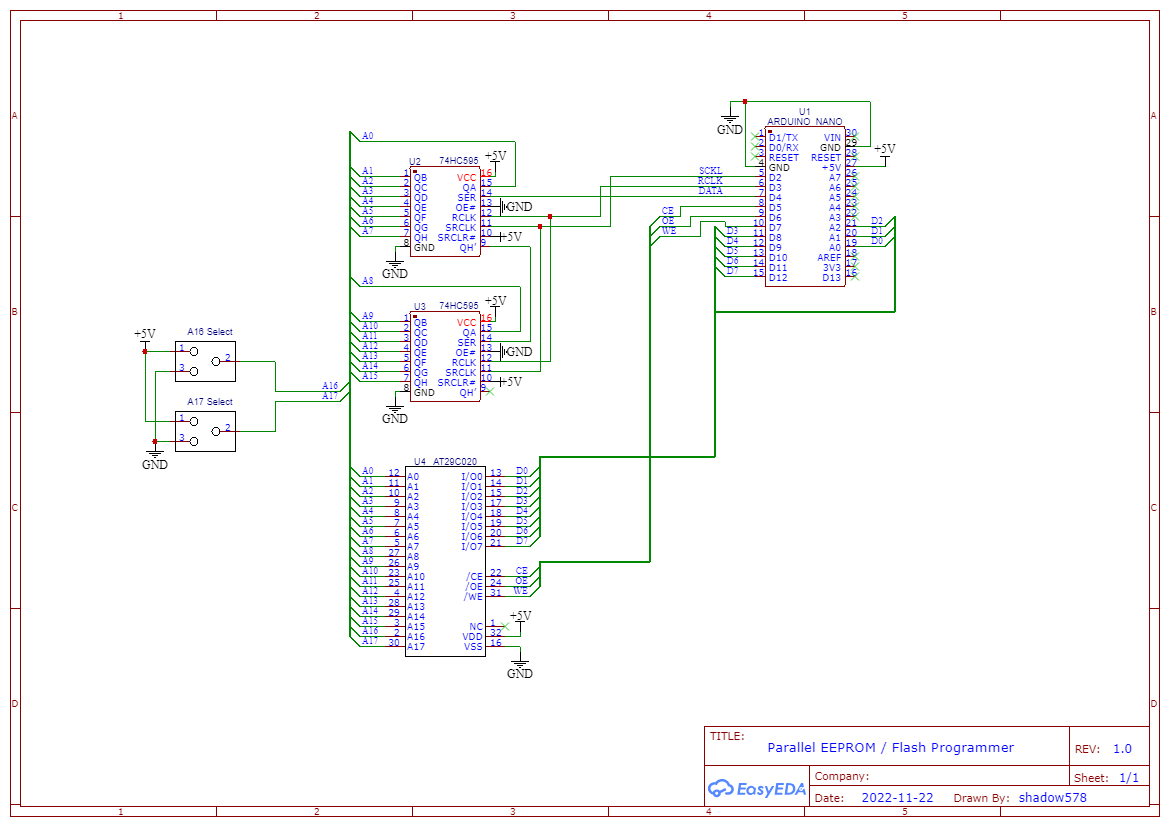 1 2 3 4 5
A B C D
A B C D
1 2 3 4 5
A0
A1
A2
A3
A4
A5
A6
A7
U2 74HC595
1 QB
2 QC
3 QD
4 QE
5 QF
6 QG
7 QH
8 GND
VCC 16
QA 15
SER 14
OE# 13
RCLK 12
SRCLK 11
SRCLR# 10
QH' 9
+5V
GND
+5V
GND
A8
A9
A10
A11
A12
A13
A14
A15
U3 74HC595
1 QB
2 QC
3 QD
4 QE
5 QF
6 QG
7 QH
8 GND
VCC 16
QA 15
SER 14
OE# 13
RCLK 12
SRCLK 11
SRCLR# 10
QH' 9
+5V
GND
+5V
GND
+5V
A16 Select
1
2
3
A17 Select
1
2
3
GND
A16
A17
U4 AT29C020
A0 12 A0
A1 11 A1
A2 10 A2
A3 9 A3
A4 8 A4
A5 7 A5
A6 6 A6
A7 5 A7
A8 27 A8
A9 26 A9
A10 23 A10
A11 25 A11
A12 4 A12
A13 28 A13
A14 29 A14
A15 3 A15
A16 2 A16
A17 30 A17
I/O0 13 D0
I/O1 14 D1
I/O2 15 D2
I/O3 17 D3
I/O4 18 D4
I/O5 19 D5
I/O6 20 D6
I/O7 21 D7
/CE 22 CE
/OE 24 OE
/WE 31 WE
NC 1
VDD 32
VSS 16
+5V
GND
U1
ARDUINO NANO
GND
1 D1/TX
2 D0/RX
3 RESET
4 GND
SCKL 5 D2
RCLK 6 D3
DATA 7 D4
CE 8 D5
OE 9 D6
WE 10 D7
D3 11 D8
D4 12 D9
D5 13 D10
D6 14 D11
D7 15 D12
VIN 30
GND 29
RESET 28
+5V 27
A7 26
A6 25
A5 24
A4 23
A3 22
A2 21 D2
A1 20 D1
A0 19 D0
AREF 18
3V3 17
D13 16
+5V
TITLE:
Parallel EEPROM / Flash Programmer
REV: 1.0
EasyEDA
Company:
Sheet: 1/1
Date: 2022-11-22 Drawn By: shadow578